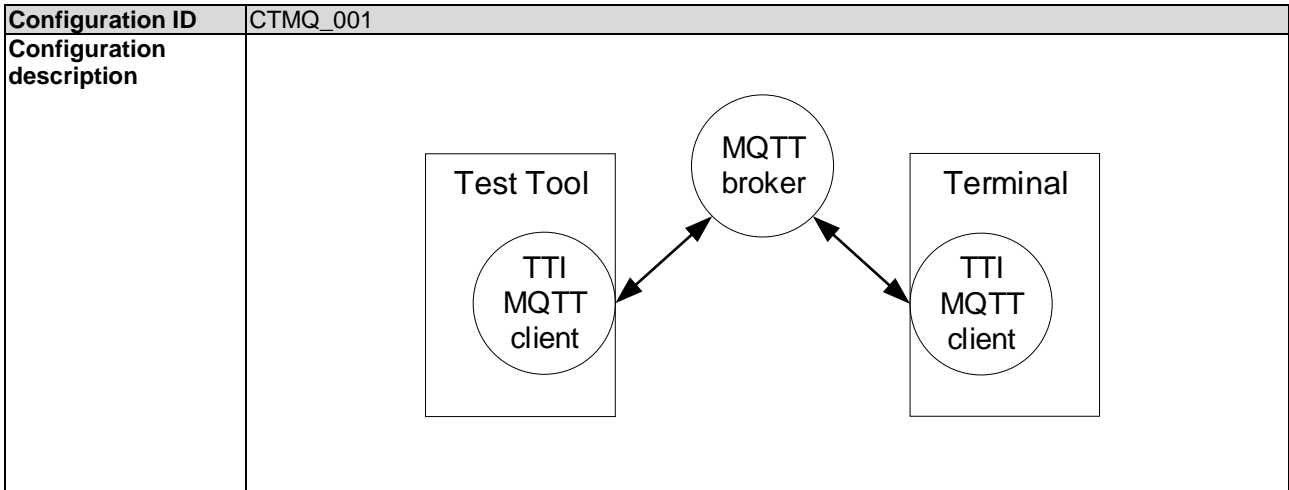 Configuration ID CTMQ_001
Configuration
description
MQTT
broker
Test Tool
Terminal
TTI
MQTT
client
TTI
MQTT
client